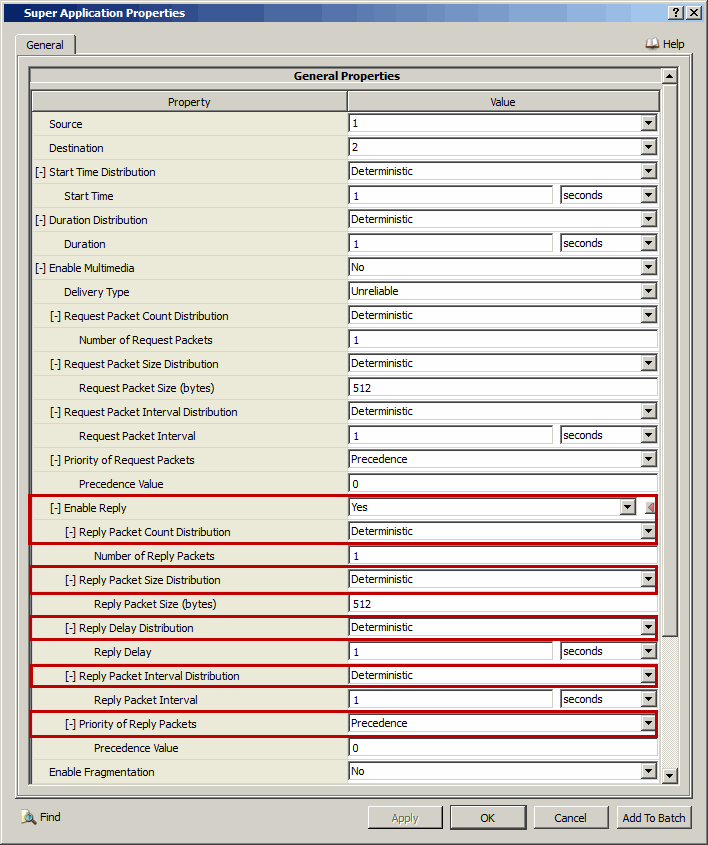 Super Application Properties
General
Help
General Properties
Property Value
Source 1
Destination 2
[-] Start Time Distribution Deterministic
Start Time 1 seconds
[-] Duration Distribution Deterministic
Duration 1 seconds
[-] Enable Multimedia No
Delivery Type Unreliable
[-] Request Packet Count Distribution Deterministic
Number of Request Packets 1
[-] Request Packet Size Distribution Deterministic
Request Packet Size (bytes) 512
[-] Request Packet Interval Distribution Deterministic
Request Packet Interval 1 seconds
[-] Priority of Request Packets Precedence
Precedence Value 0
[-] Enable Reply Yes
[-] Reply Packet Count Distribution Deterministic
Number of Reply Packets 1
[-] Reply Packet Size Distribution Deterministic
Reply Packet Size (bytes) 512
[-] Reply Delay Distribution Deterministic
Reply Delay 1 seconds
[-] Reply Packet Interval Distribution Deterministic
Reply Packet Interval 1 seconds
[-] Priority of Reply Packets Precedence
Precedence Value 0
Enable Fragmentation No
Find Apply OK Cancel Add To Batch